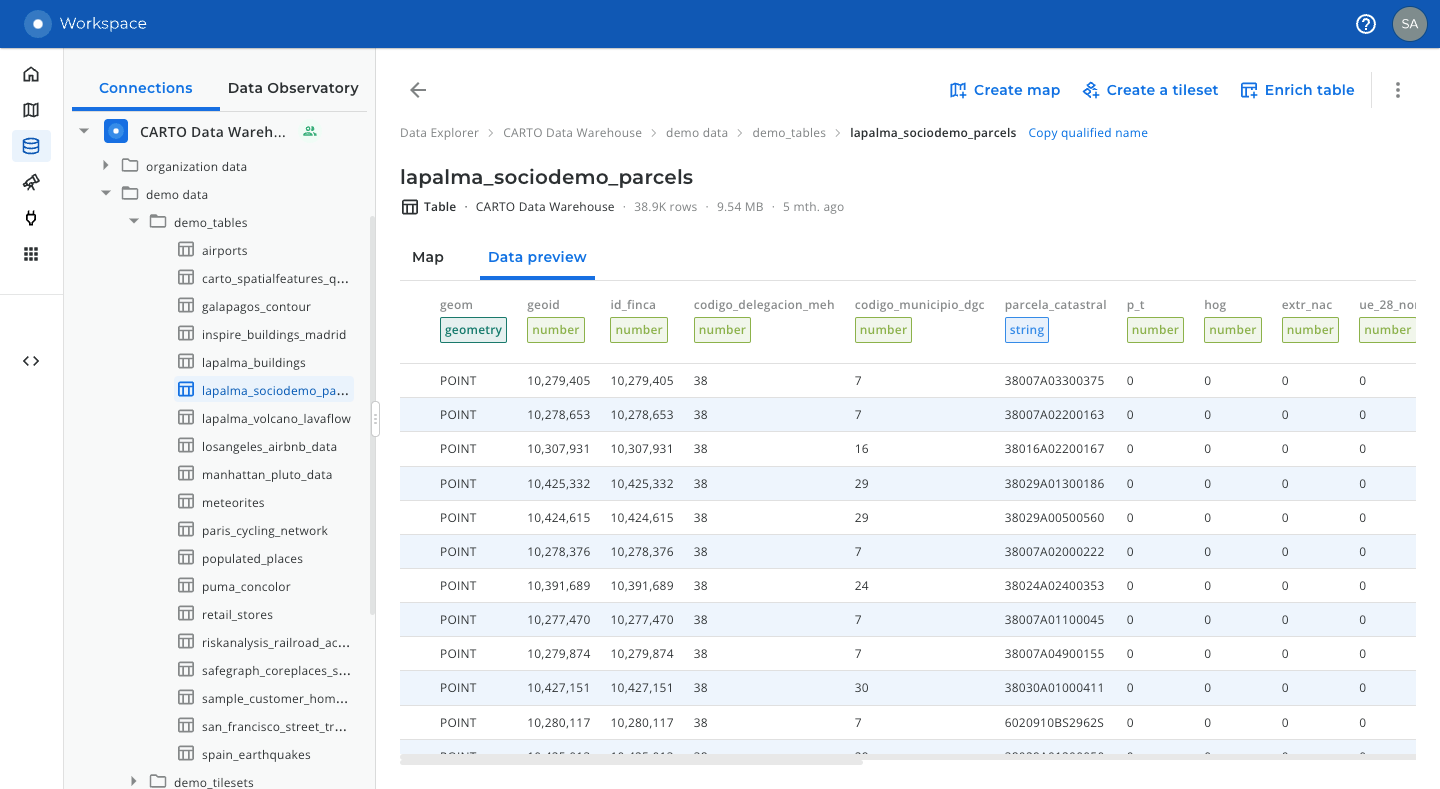 Workspace
SA
Connections
Data Observatory
CARTO Data Wareh...
organization data
demo data
demo_tables
airports
carto_spatialfeatures_q...
galapagos_contour
inspire_buildings_madrid
lapalma_buildings
lapalma_sociodemo_pa...
lapalma_volcano_lavaflow
losangeles_airbnb_data
manhattan_pluto_data
meteorites
paris_cycling_network
populated_places
puma_concolor
retail_stores
riskanalysis_railroad_ac...
safegraph_coreplaces_s...
sample_customer_hom...
san_francisco_street_tr...
spain_earthquakes
demo_tilesets
Create map Create a tileset Enrich table
Data Explorer > CARTO Data Warehouse > demo data > demo_tables > lapalma_sociodemo_parcels Copy qualified name
lapalma_sociodemo_parcels
Table · CARTO Data Warehouse · 38.9K rows · 9.54 MB · 5 mth. ago
Map Data preview
geom geoid id_finca codigo_delegacion_meh codigo_municipio_dgc parcela_catastral p_t hog extr_nac
geometry number number number number string number number number number
POINT 10,279,405 10,279,405 38 7 38007A03300375 0 0 0 0
POINT 10,278,653 10,278,653 38 7 38007A02200163 0 0 0 0
POINT 10,307,931 10,307,931 38 16 38016A02200167 0 0 0 0
POINT 10,425,332 10,425,332 38 29 38029A01300186 0 0 0 0
POINT 10,424,615 10,424,615 38 29 38029A00500560 0 0 0 0
POINT 10,278,376 10,278,376 38 7 38007A02000222 0 0 0 0
POINT 10,391,689 10,391,689 38 24 38024A02400353 0 0 0 0
POINT 10,277,470 10,277,470 38 7 38007A01100045 0 0 0 0
POINT 10,279,874 10,279,874 38 7 38007A04900155 0 0 0 0
POINT 10,427,151 10,427,151 38 30 38030A01000411 0 0 0 0
POINT 10,280,117 10,280,117 38 7 6020910BS2962S 0 0 0 0